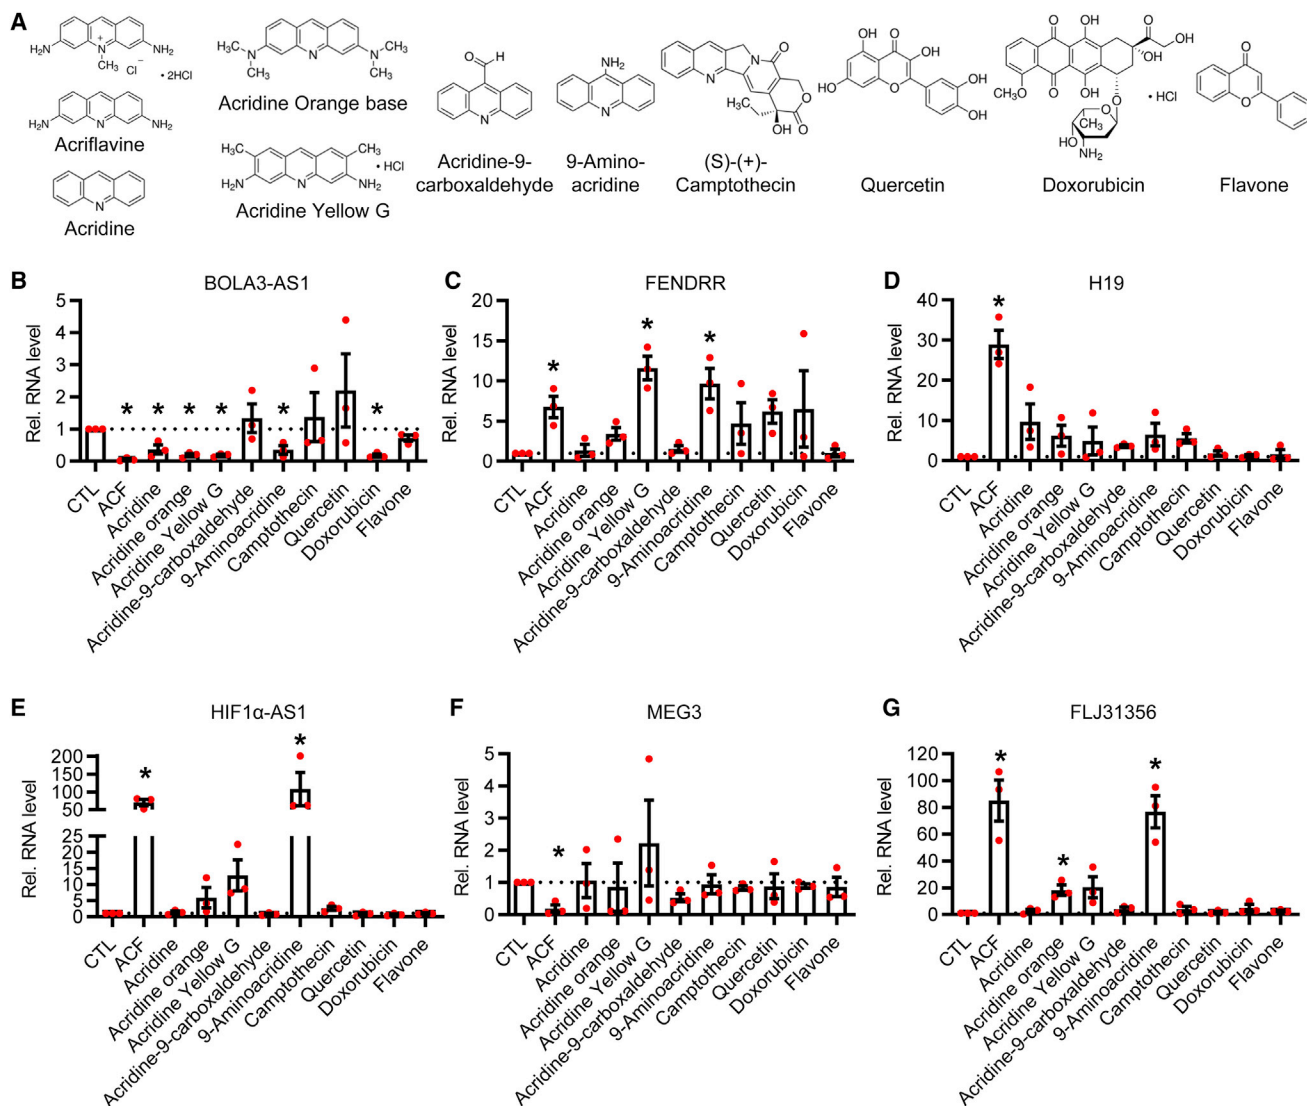 A
H₂N
N
+
CH₃
NH₂
Cl
−
• 2HCl
H₂N
N
NH₂
Acriflavine
N
Acridine
H₃C
N
CH₃
N
N
CH₃
CH₃
Acridine Orange base
H₃C
CH₃
• HCl
H₂N
N
NH₂
Acridine Yellow G
O
H
N
Acridine-9-
carboxaldehyde
NH₂
N
9-Amino-
acridine
O
N
N
O
H₃C
OH
O
(S)-(+)-
Camptothecin
OH
O
OH
HO
O
OH
OH
Quercetin
O
OH
O
OH
OH
OCH₃
O
OH
O
• HCl
O
CH₃
HO
NH₂
Doxorubicin
O
O
Flavone
B
BOLA3-AS1
Rel. RNA level
5
4
3
2
1
0
* * * * * *
CTL
ACF
Acridine
Acridine orange
Acridine Yellow G
Acridine-9-carboxaldehyde
9-Aminoacridine
Camptothecin
Quercetin
Doxorubicin
Flavone
C
FENDRR
Rel. RNA level
20
15
10
5
0
* * *
CTL
ACF
Acridine
Acridine orange
Acridine Yellow G
Acridine-9-carboxaldehyde
9-Aminoacridine
Camptothecin
Quercetin
Doxorubicin
Flavone
D
H19
Rel. RNA level
40
30
20
10
0
*
CTL
ACF
Acridine
Acridine orange
Acridine Yellow G
Acridine-9-carboxaldehyde
9-Aminoacridine
Camptothecin
Quercetin
Doxorubicin
Flavone
E
HIF1α-AS1
Rel. RNA level
200
150
100
50
25
20
15
10
5
0
* *
CTL
ACF
Acridine
Acridine orange
Acridine Yellow G
Acridine-9-carboxaldehyde
9-Aminoacridine
Camptothecin
Quercetin
Doxorubicin
Flavone
F
MEG3
Rel. RNA level
5
4
3
2
1
0
*
CTL
ACF
Acridine
Acridine orange
Acridine Yellow G
Acridine-9-carboxaldehyde
9-Aminoacridine
Camptothecin
Quercetin
Doxorubicin
Flavone
G
FLJ31356
Rel. RNA level
120
100
80
60
40
20
0
* * *
CTL
ACF
Acridine
Acridine orange
Acridine Yellow G
Acridine-9-carboxaldehyde
9-Aminoacridine
Camptothecin
Quercetin
Doxorubicin
Flavone